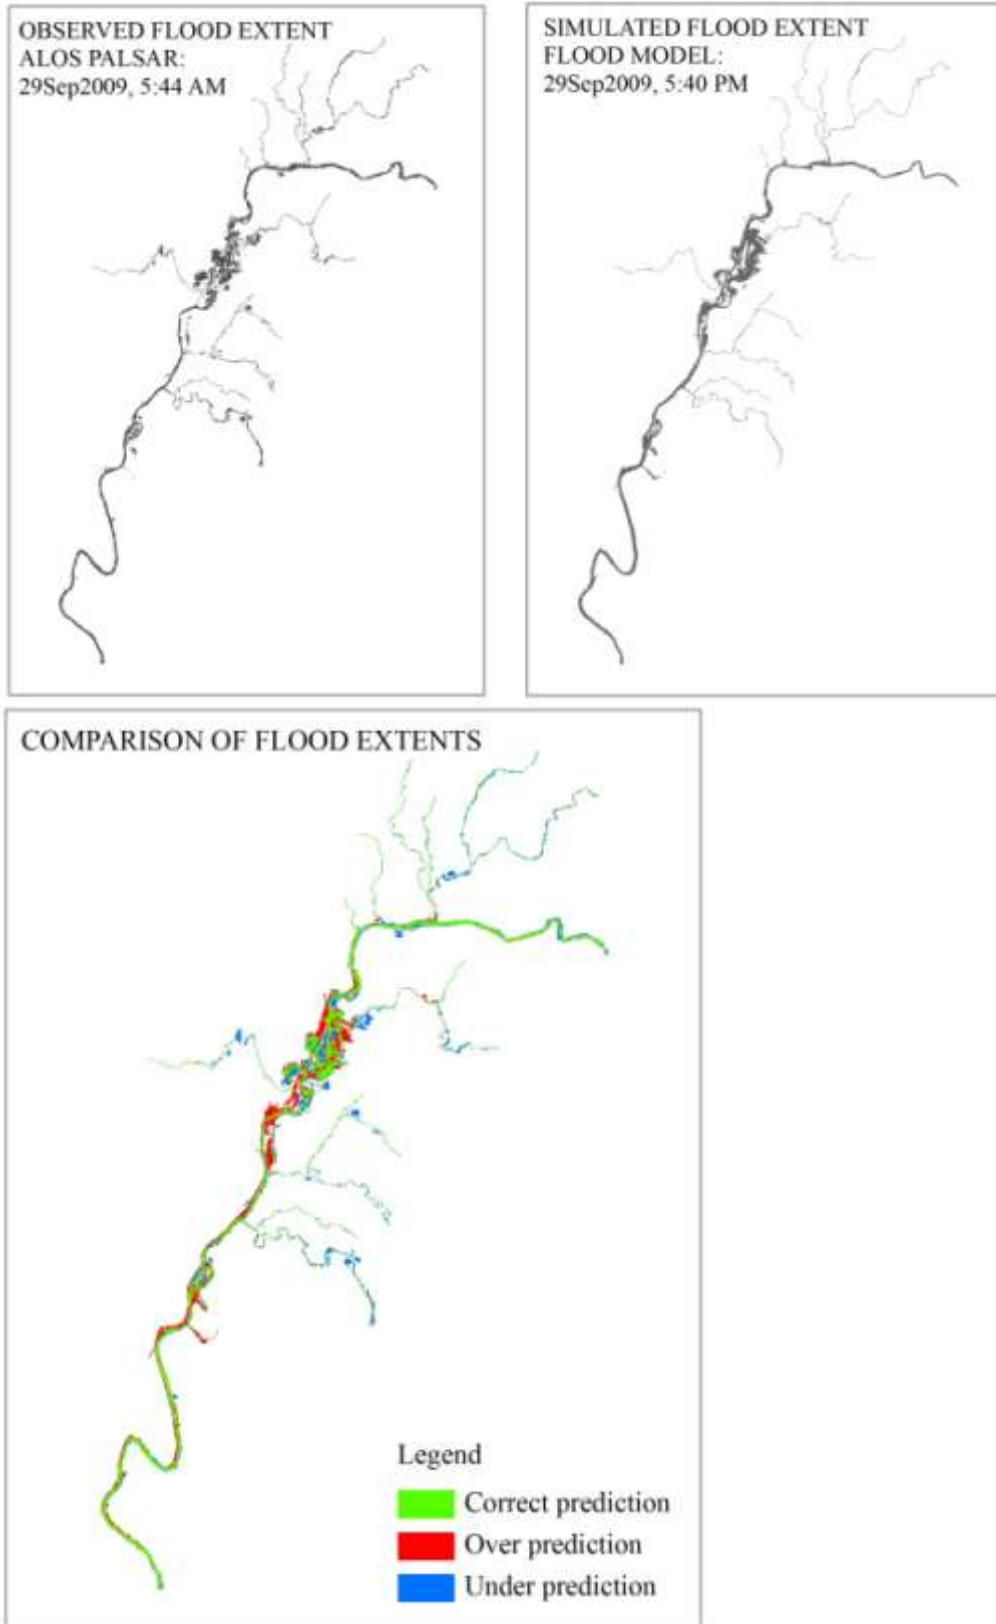 OBSERVED FLOOD EXTENT
ALOS PALSAR:
29Sep2009, 5:44 AM
SIMULATED FLOOD EXTENT
FLOOD MODEL:
29Sep2009, 5:40 PM
COMPARISON OF FLOOD EXTENTS
Legend
Correct prediction
Over prediction
Under prediction